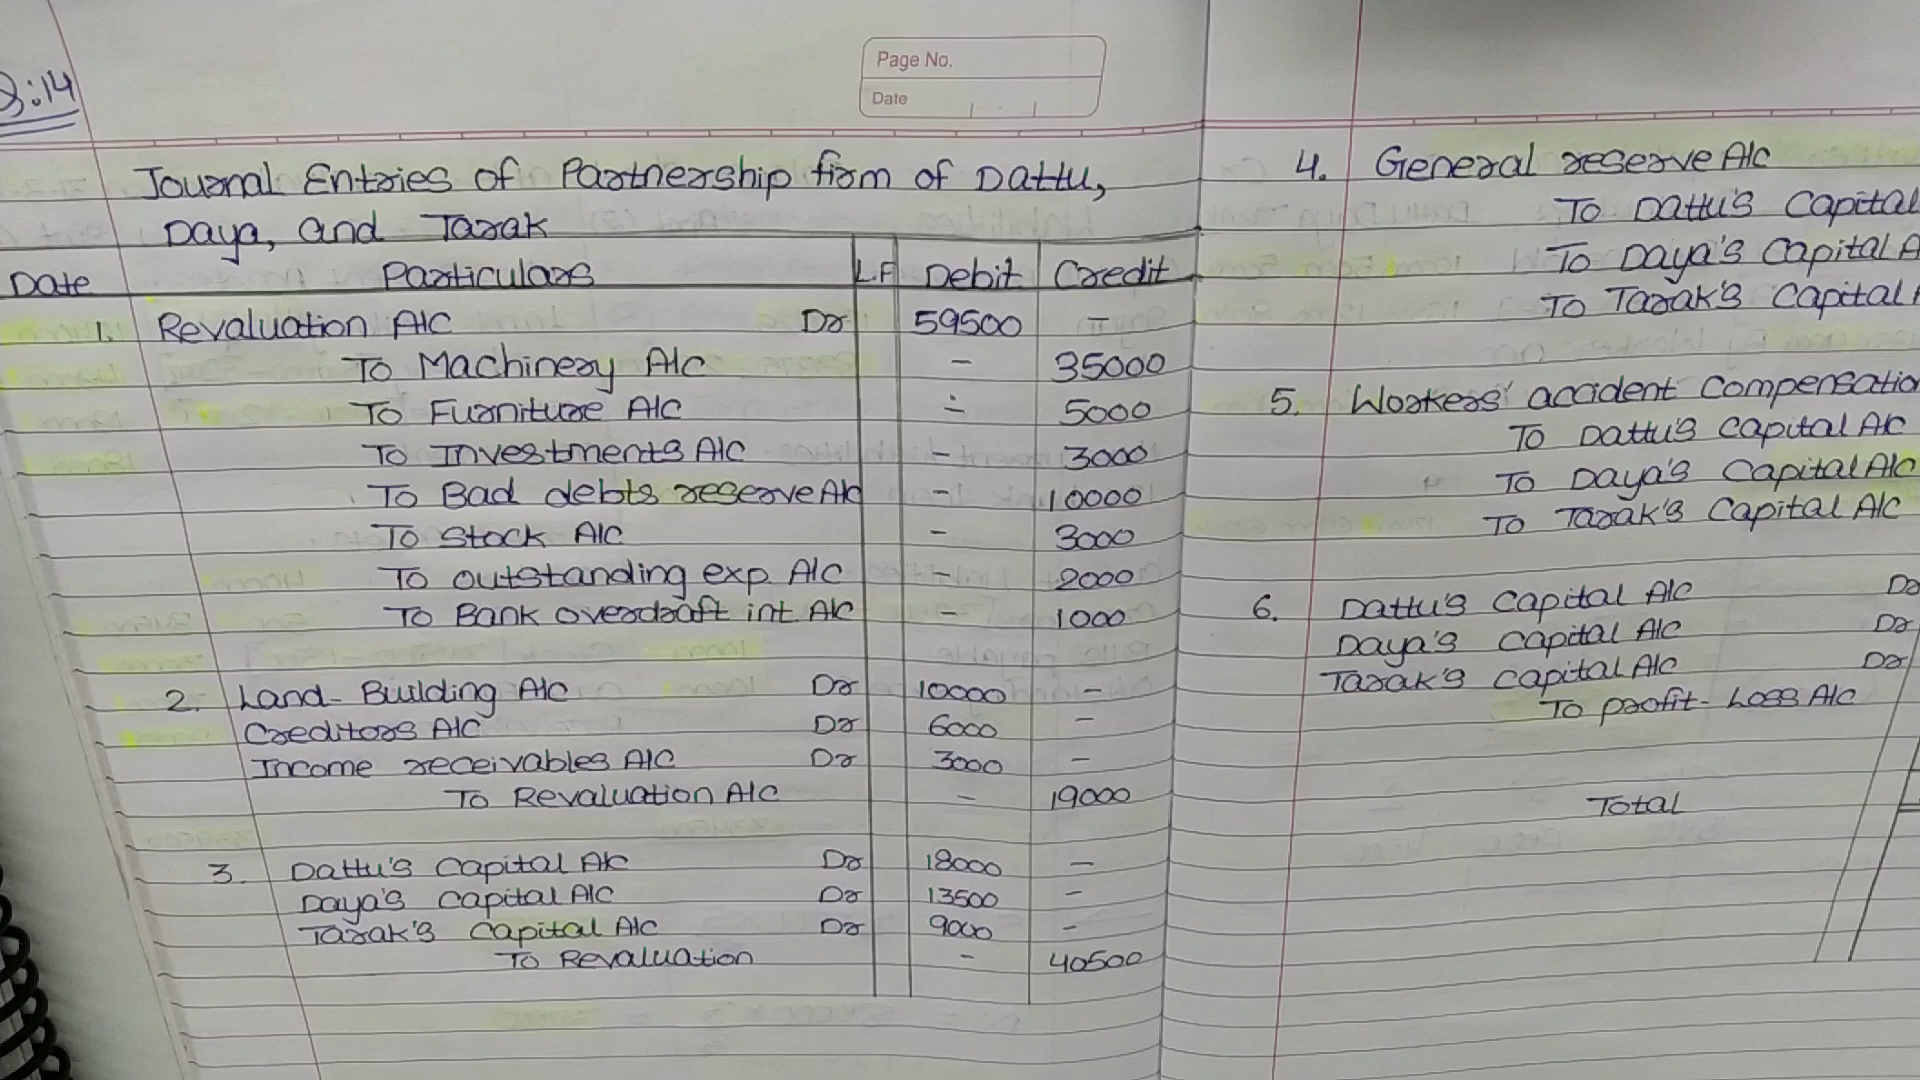 Q:14
Page No.
Date
Journal Entries of Partnership firm of Dattu,
Daya, and Tarak
Date Particulars L.F Debit Credit
1. Revaluation A/c Dr 59500 -
To Machinery A/c - 35000
To Furniture A/c - 5000
To Investments A/c - 3000
To Bad debts reserve A/c - 10000
To Stock A/c - 3000
To outstanding exp. A/c - 2000
To Bank overdraft int. A/c - 1000
2. Land-Building A/c Dr 10000 -
Creditors A/c Dr 6000 -
Income receivables A/c Dr 3000 -
To Revaluation A/c - 19000
3. Dattu's Capital A/c Dr 18000 -
Daya's Capital A/c Dr 13500 -
Tarak's Capital A/c Dr 9000 -
To Revaluation - 40500
4. General reserve A/c
To Dattu's Capital
To Daya's Capital A
To Tarak's Capital
5. Workers' accident Compensation
To Dattu's Capital A/c
To Daya's Capital A/c
To Tarak's Capital A/c
6. Dattu's Capital A/c Dr
Daya's Capital A/c Dr
Tarak's Capital A/c Dr
To profit-Loss A/c
Total